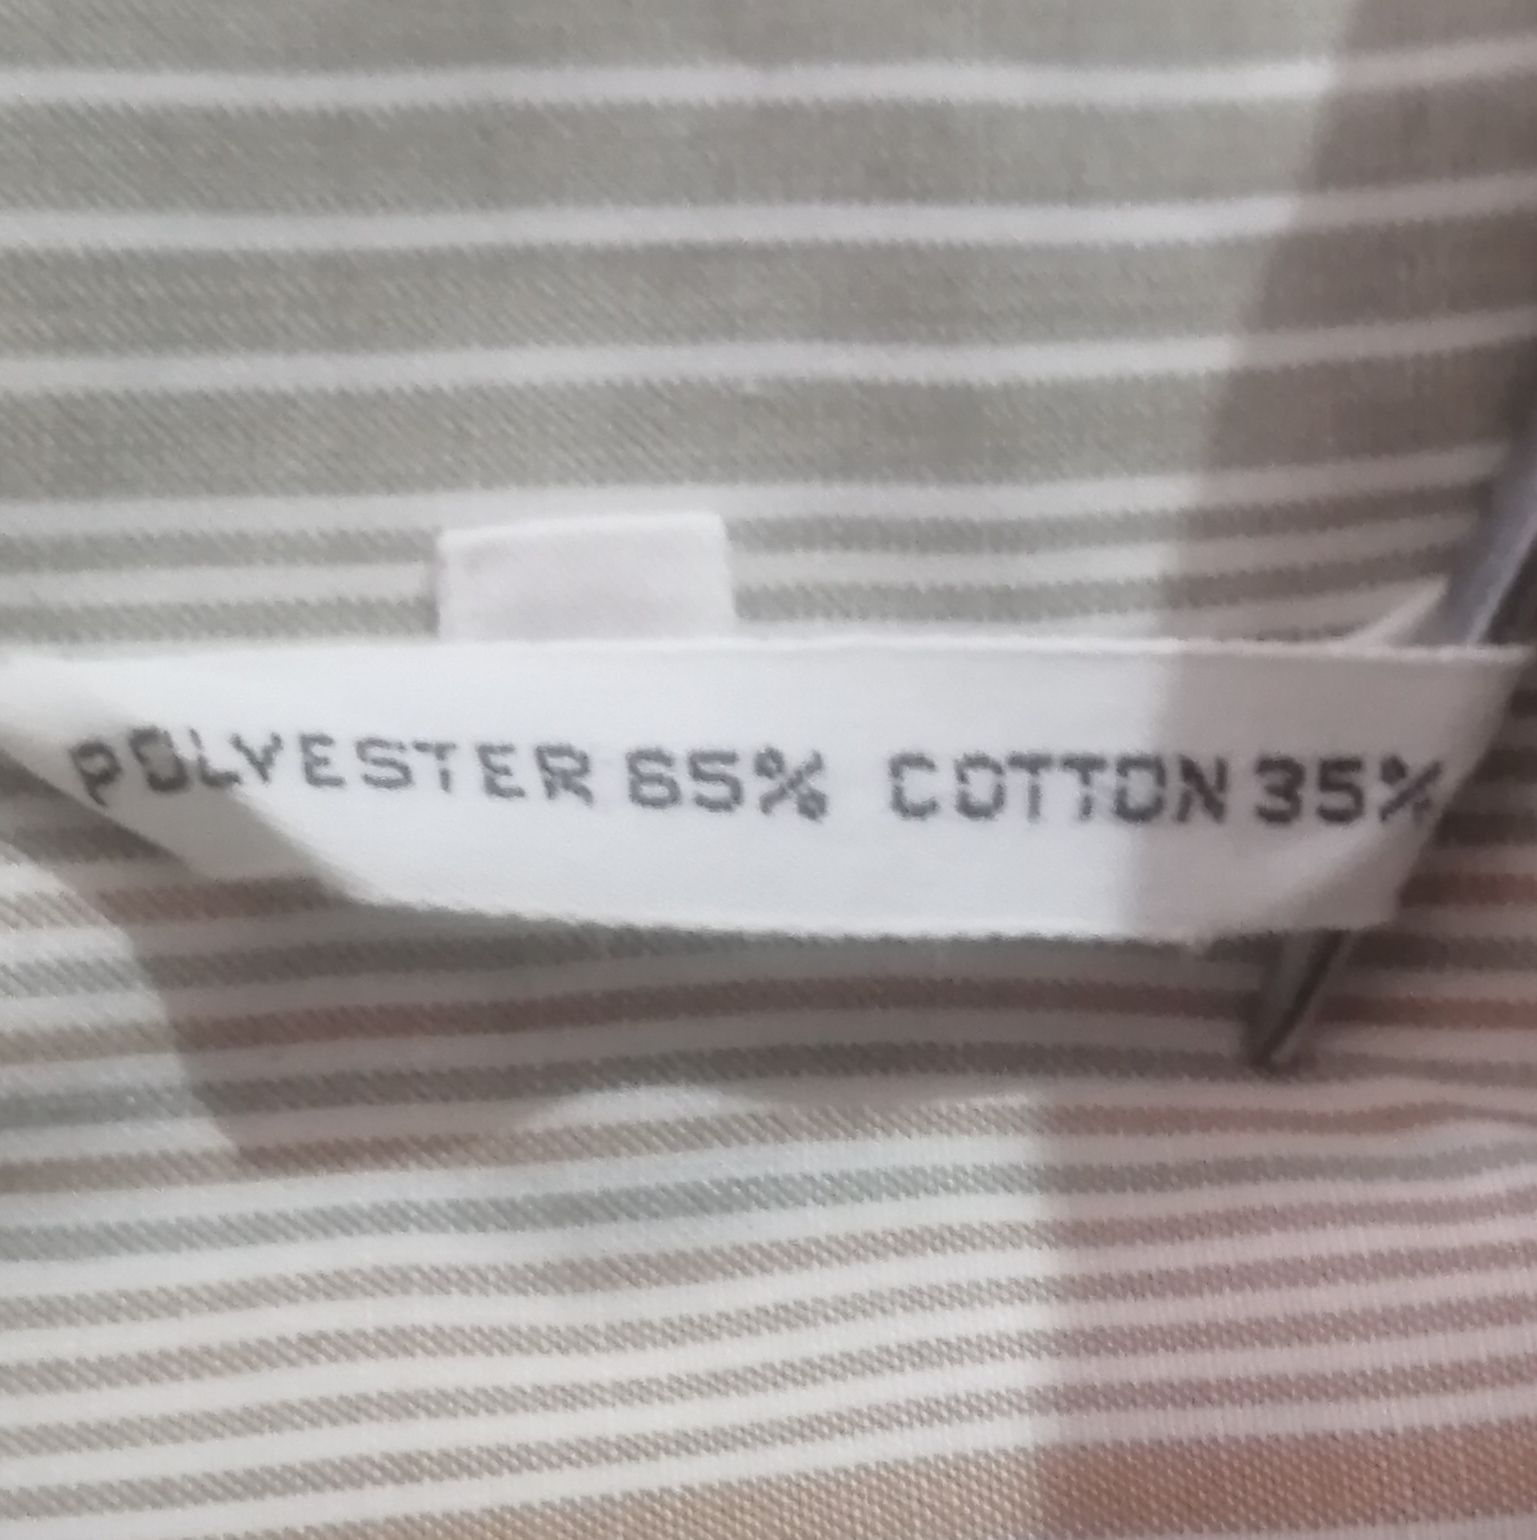 POLYESTER 65% COTTON 35%